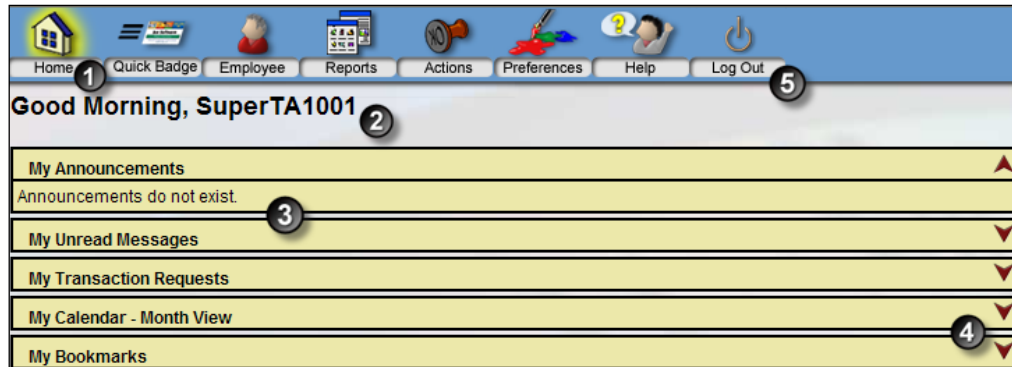 Home
Quick Badge
Employee
Reports
Actions
Preferences
Help
Log Out
1
5
Good Morning, SuperTA1001
2
My Announcements
Announcements do not exist.
3
My Unread Messages
My Transaction Requests
My Calendar - Month View
4
My Bookmarks